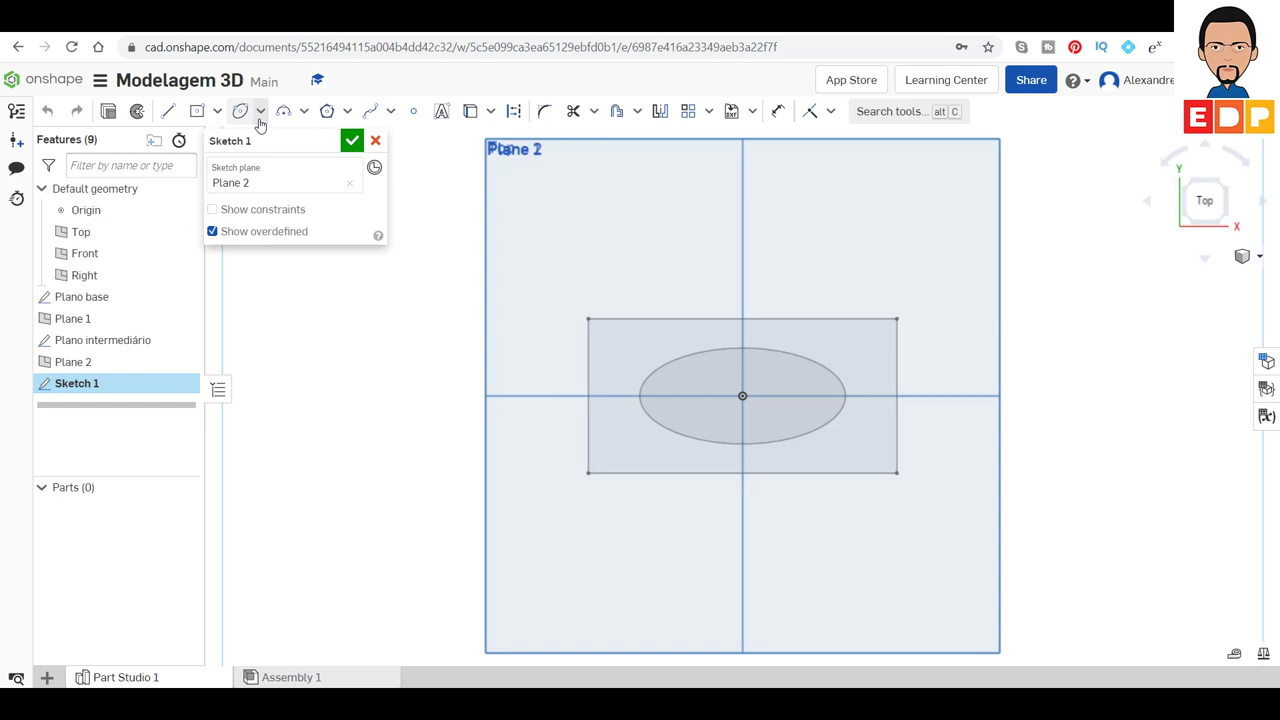 cad.onshape.com/documents/55216494115a004b4dd42c32/w/5c5e099ca3ea65129ebfd0b1/e/6987e416a23349aeb3a22f7f
IQ
eˣ
onshape
Modelagem 3D Main
App Store
Learning Center
Share
Alexandre
EDP
Search tools... alt C
Features (9)
Filter by name or type
Default geometry
Origin
Top
Front
Right
Plano base
Plane 1
Plano intermediário
Plane 2
Sketch 1
Parts (0)
Sketch 1
Sketch plane
Plane 2
Show constraints
Show overdefined
Plane 2
Y
Top
X
(x)
Part Studio 1
Assembly 1